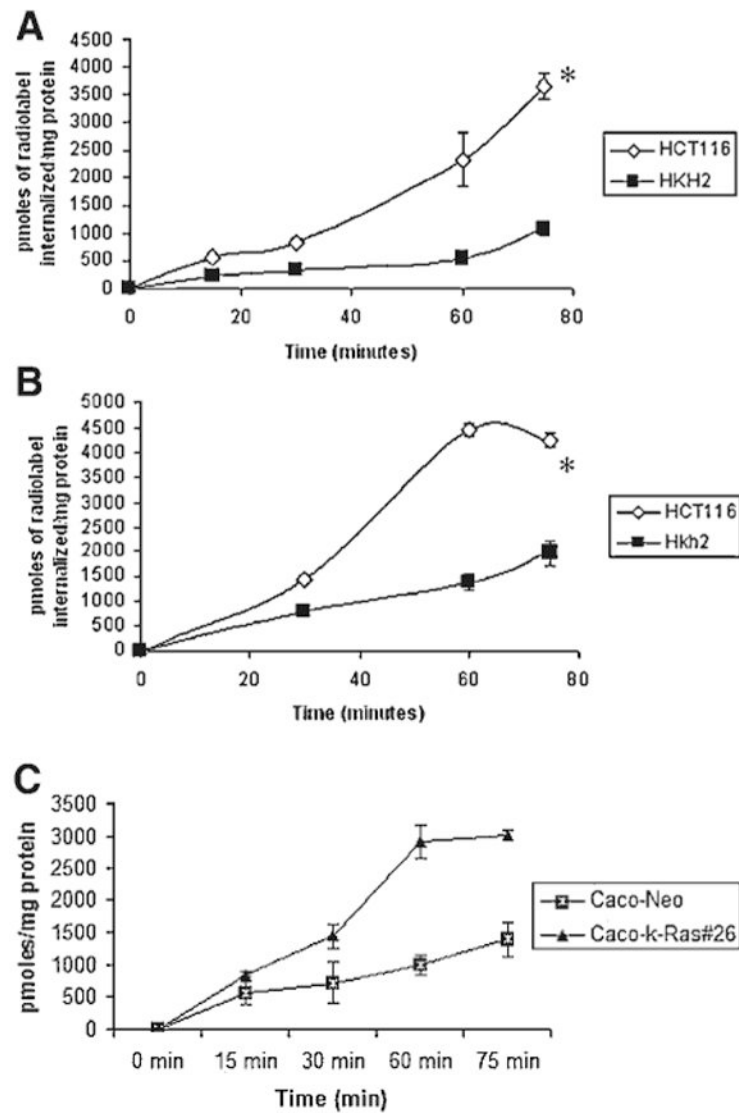 A
pmoles of radiolabel
internalized/mg protein
4500
4000
3500
3000
2500
2000
1500
1000
500
0
*
HCT116
HKH2
0 20 40 60 80
Time (minutes)
B
pmoles of radiolabel
internalized/mg protein
5000
4500
4000
3500
3000
2500
2000
1500
1000
500
0
*
HCT116
Hkh2
0 20 40 60 80
Time (minutes)
C
pmoles/mg protein
3500
3000
2500
2000
1500
1000
500
0
Caco-Neo
Caco-k-Ras#26
0 min 15 min 30 min 60 min 75 min
Time (min)